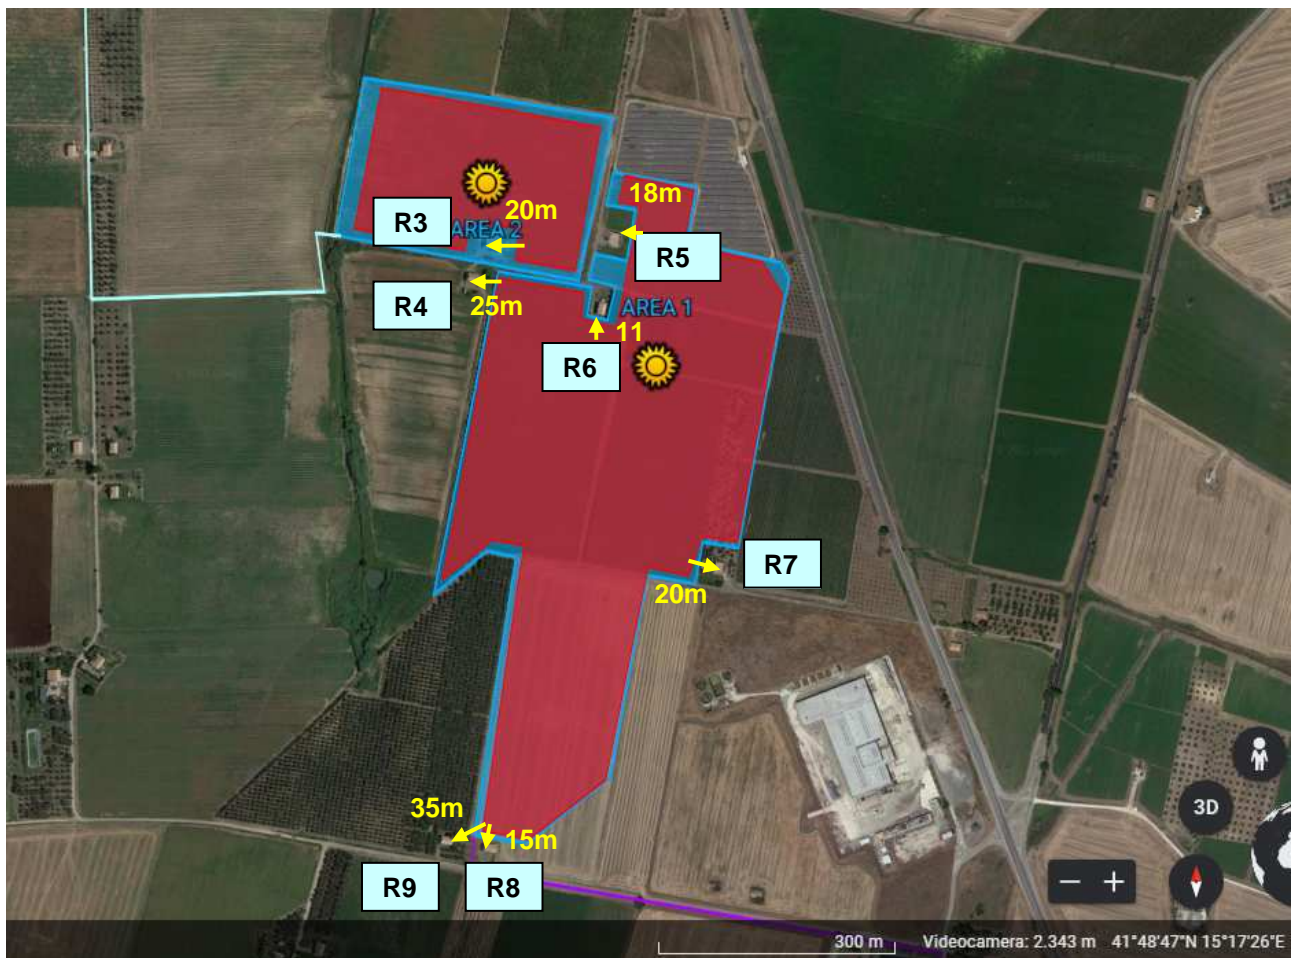 18m
R3
20m
AREA 2
R5
R4
25m
AREA 1
11
R6
R7
20m
35m
15m
3D
R9
R8
300 m
Videocamera: 2.343 m
41°48'47"N 15°17'26"E